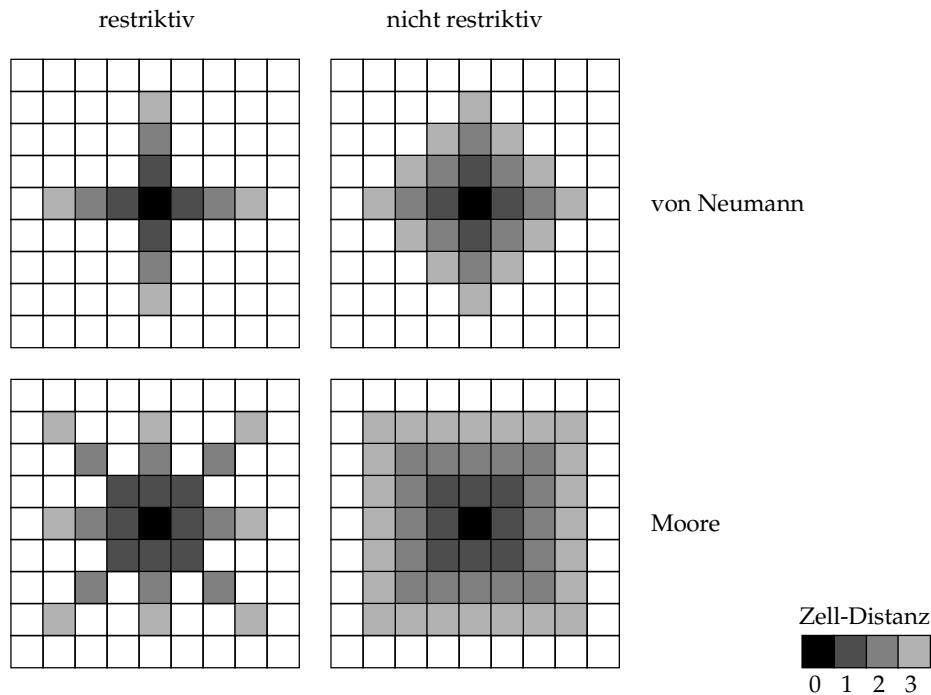 restriktiv
nicht restriktiv
von Neumann
Moore
Zell-Distanz
0 1 2 3